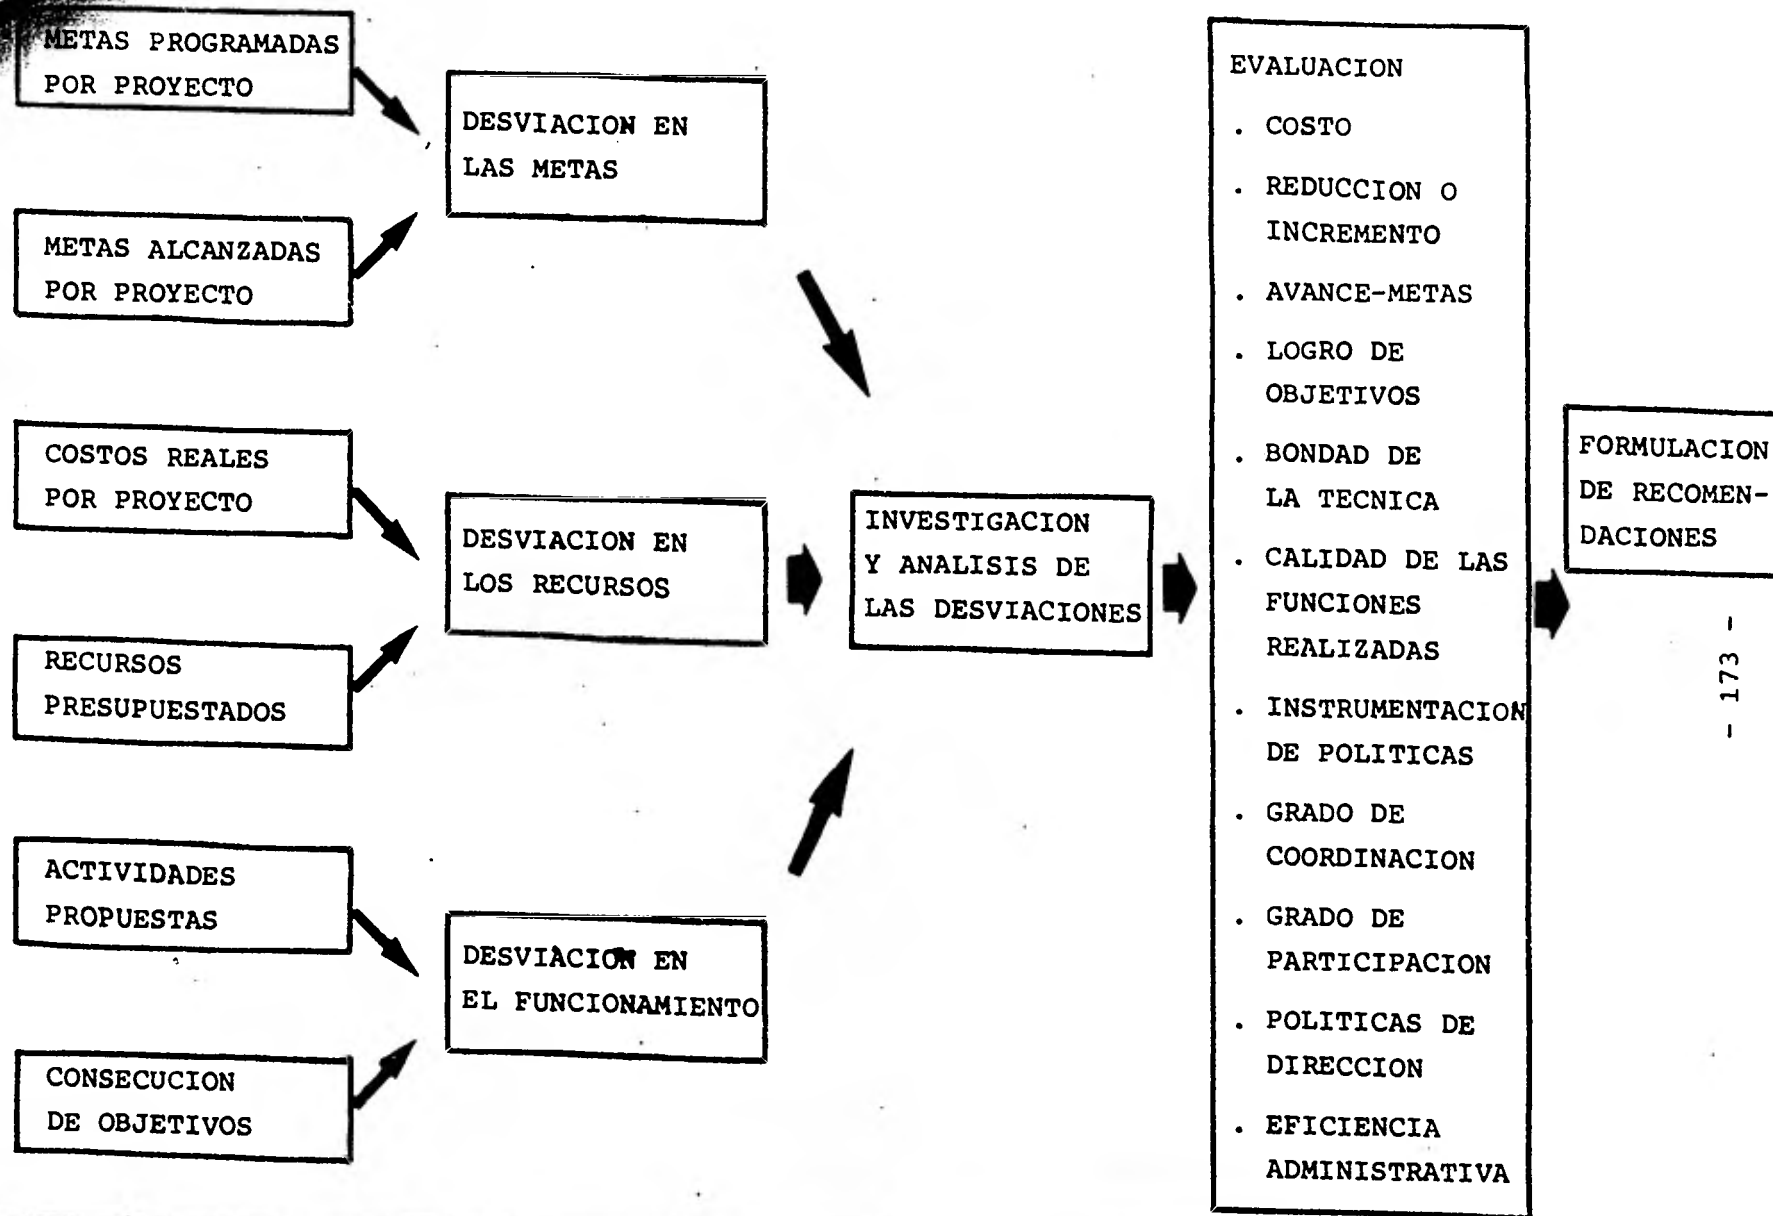 METAS PROGRAMADAS
POR PROYECTO
METAS ALCANZADAS
POR PROYECTO
COSTOS REALES
POR PROYECTO
RECURSOS
PRESUPUESTADOS
ACTIVIDADES
PROPUESTAS
CONSECUCION
DE OBJETIVOS
DESVIACION EN
LAS METAS
DESVIACION EN
LOS RECURSOS
DESVIACION EN
EL FUNCIONAMIENTO
INVESTIGACION
Y ANALISIS DE
LAS DESVIACIONES
EVALUACION
. COSTO
. REDUCCION O
INCREMENTO
. AVANCE-METAS
. LOGRO DE
OBJETIVOS
. BONDAD DE
LA TECNICA
. CALIDAD DE LAS
FUNCIONES
REALIZADAS
. INSTRUMENTACION
DE POLITICAS
. GRADO DE
COORDINACION
. GRADO DE
PARTICIPACION
. POLITICAS DE
DIRECCION
. EFICIENCIA
ADMINISTRATIVA
FORMULACION
DE RECOMEN-
DACIONES
- 173 -